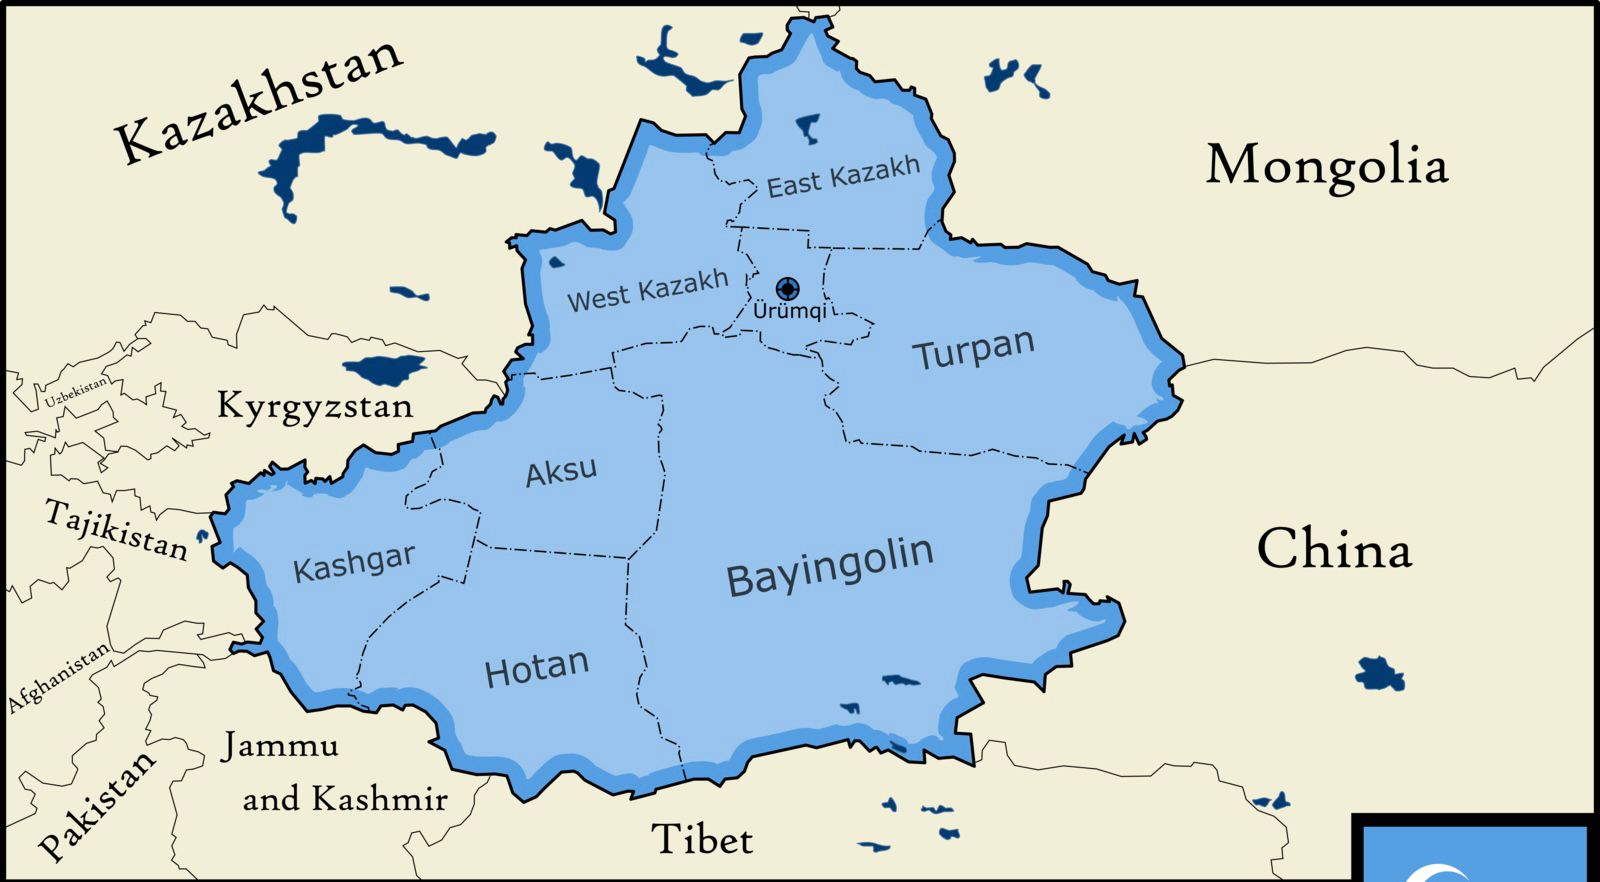 Kazakhstan
Mongolia
East Kazakh
West Kazakh
Ürümqi
Turpan
Uzbekistan
Kyrgyzstan
Aksu
Tajikistan
Kashgar
Bayingolin
China
Hotan
Afghanistan
Jammu
and Kashmir
Pakistan
Tibet